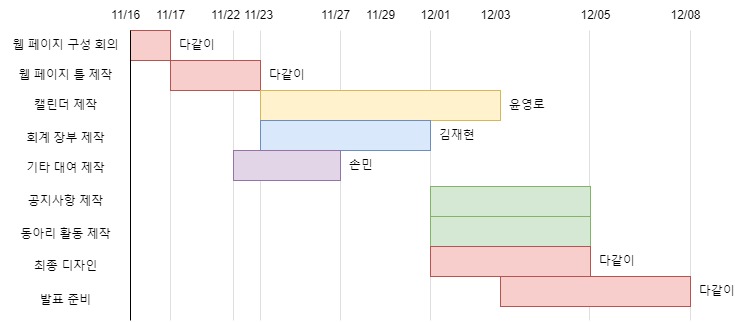 11/16 11/17 11/22 11/23 11/27 11/29 12/01 12/03 12/05 12/08
웹 페이지 구성 회의 다같이
웹 페이지 틀 제작 다같이
캘린더 제작 윤영로
회계 장부 제작 김재현
기타 대여 제작 손민
공지사항 제작
동아리 활동 제작
최종 디자인 다같이
발표 준비 다같이